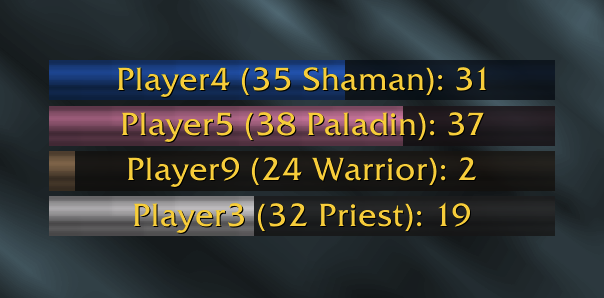 Player4 (35 Shaman): 31
Player5 (38 Paladin): 37
Player9 (24 Warrior): 2
Player3 (32 Priest): 19